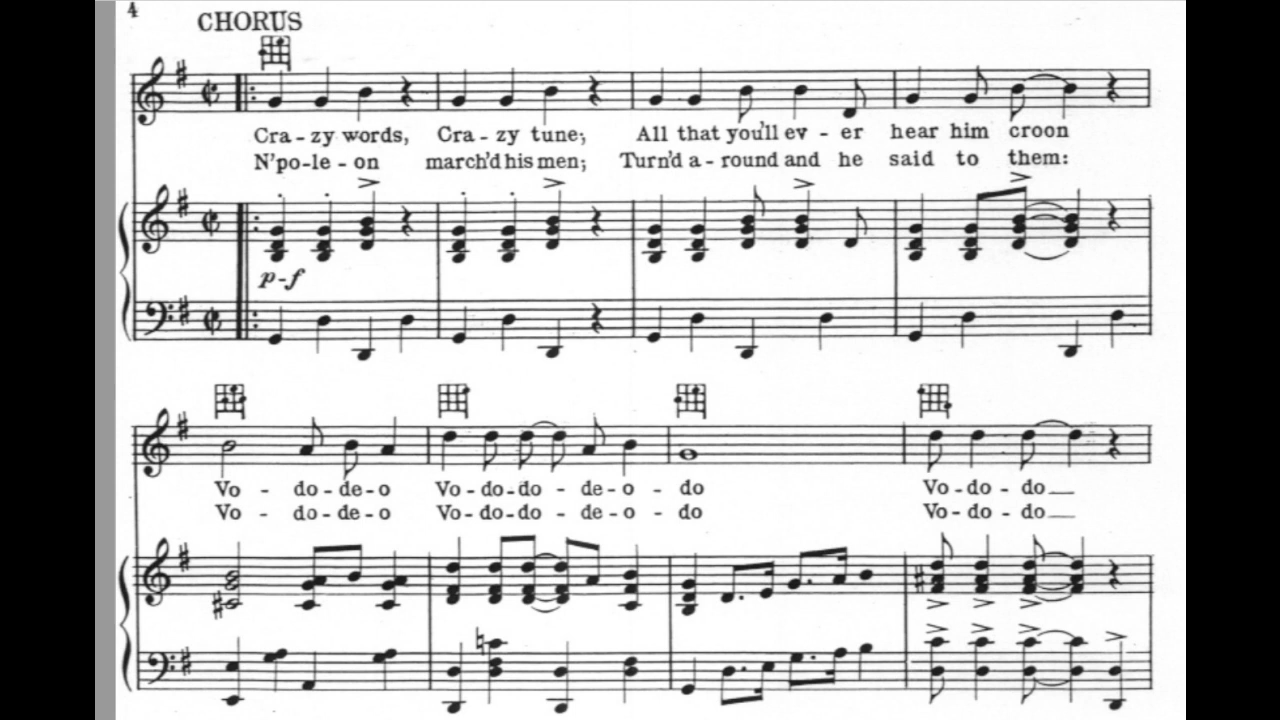 4
CHORUS
Cra-zy words, Cra-zy tune; All that you'll ev-er hear him croon
N'po-le-on march'd his men; Turn'd a-round and he said to them:
p-f
Vo-do-de-o Vo-do-do-de-o-do Vo-do-do
Vo-do-de-o Vo-do-do-de-o-do Vo-do-do